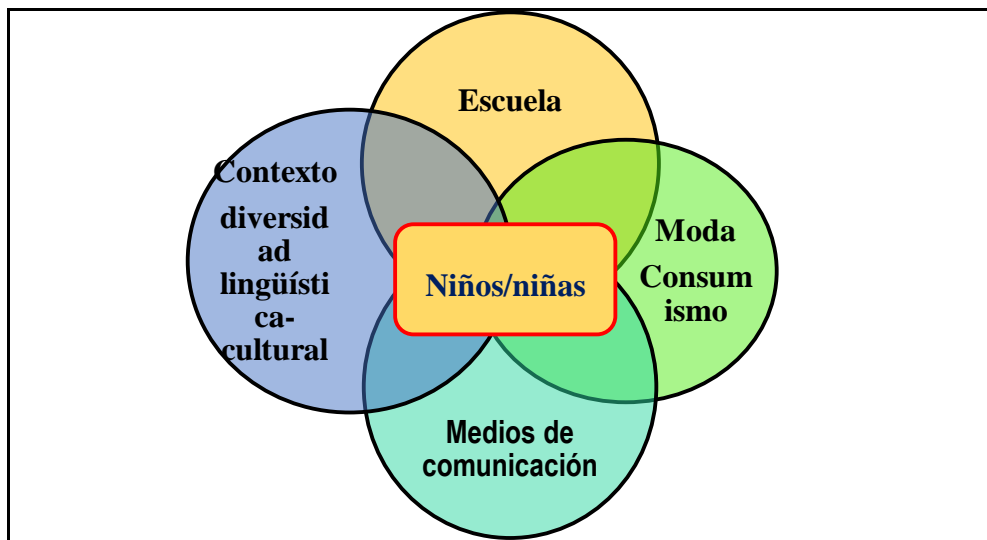 Escuela
Contexto
diversid
ad
lingüísti
ca-
cultural
Niños/niñas
Moda
Consum
ismo
Medios de
comunicación